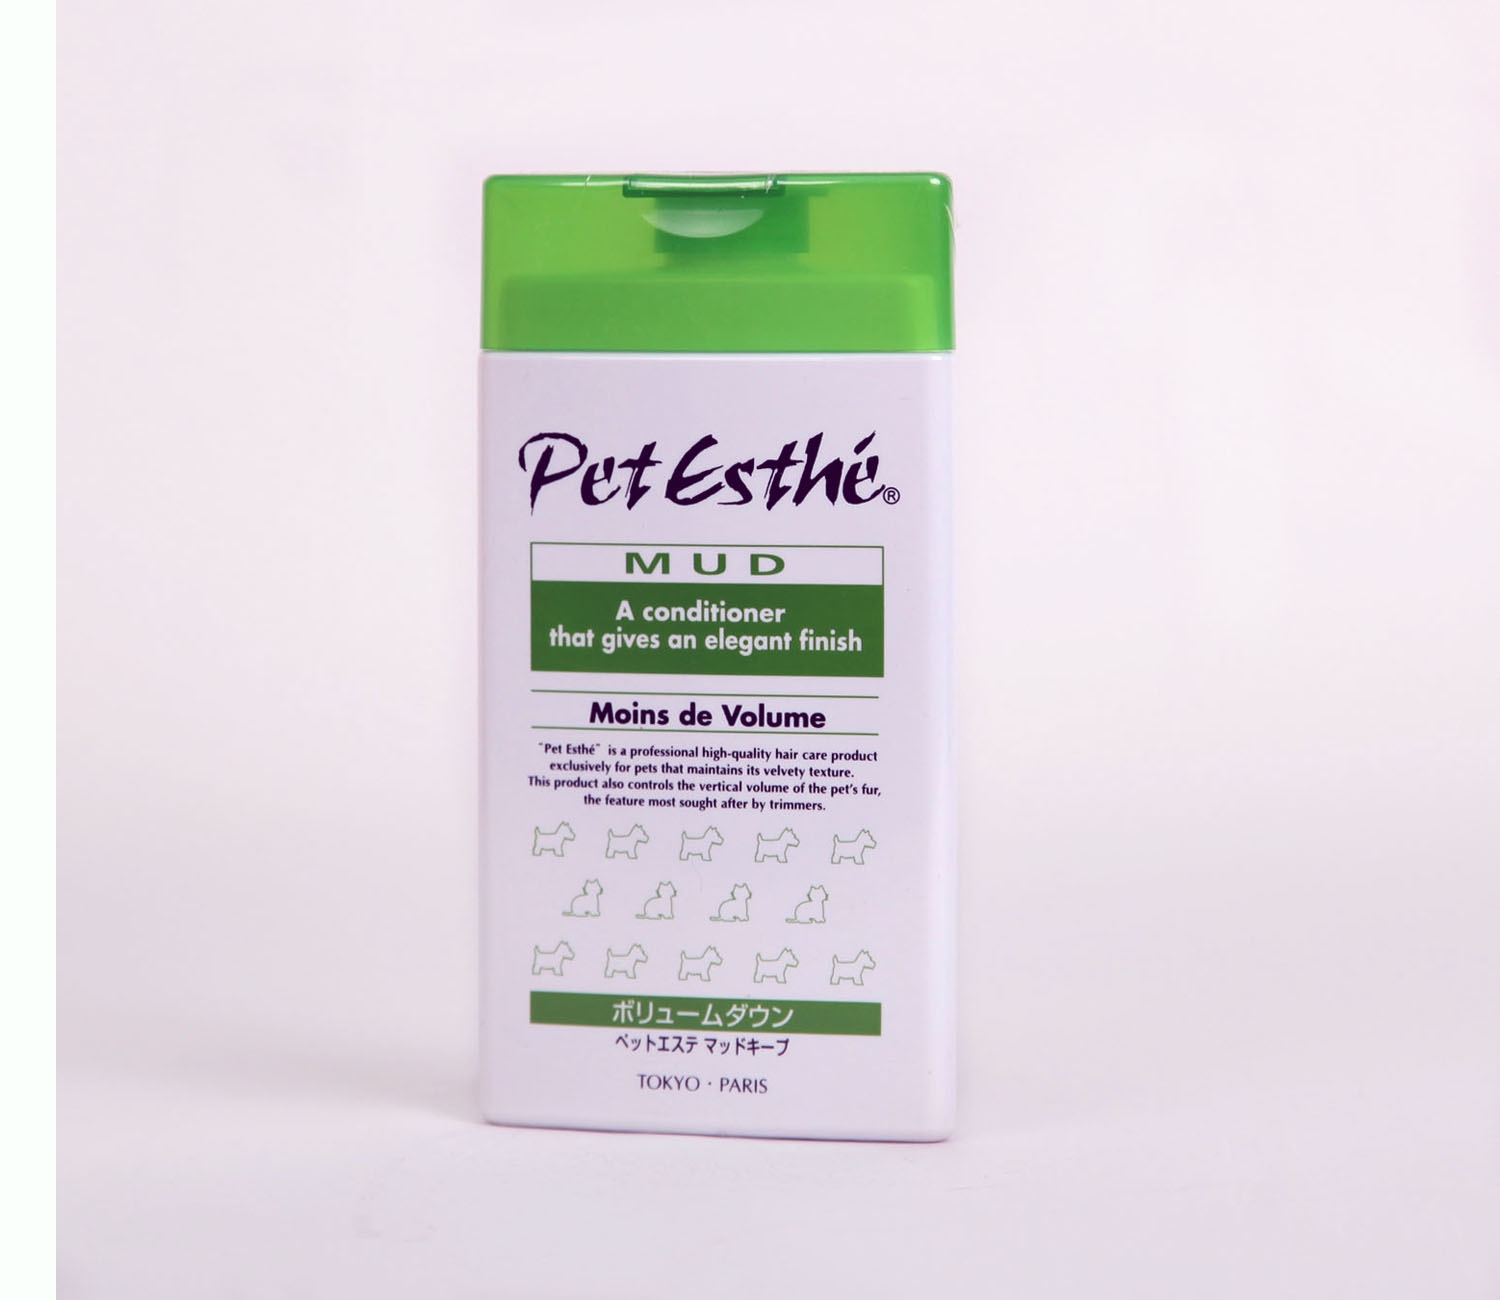 Pet Esthé®
MUD
A conditioner
that gives an elegant finish
Moins de Volume
"Pet Esthé" is a professional high-quality hair care product
exclusively for pets that maintains its velvety texture.
This product also controls the vertical volume of the pet's fur,
the feature most sought after by trimmers.
ボリュームダウン
ペットエステ マッドキープ
TOKYO・PARIS